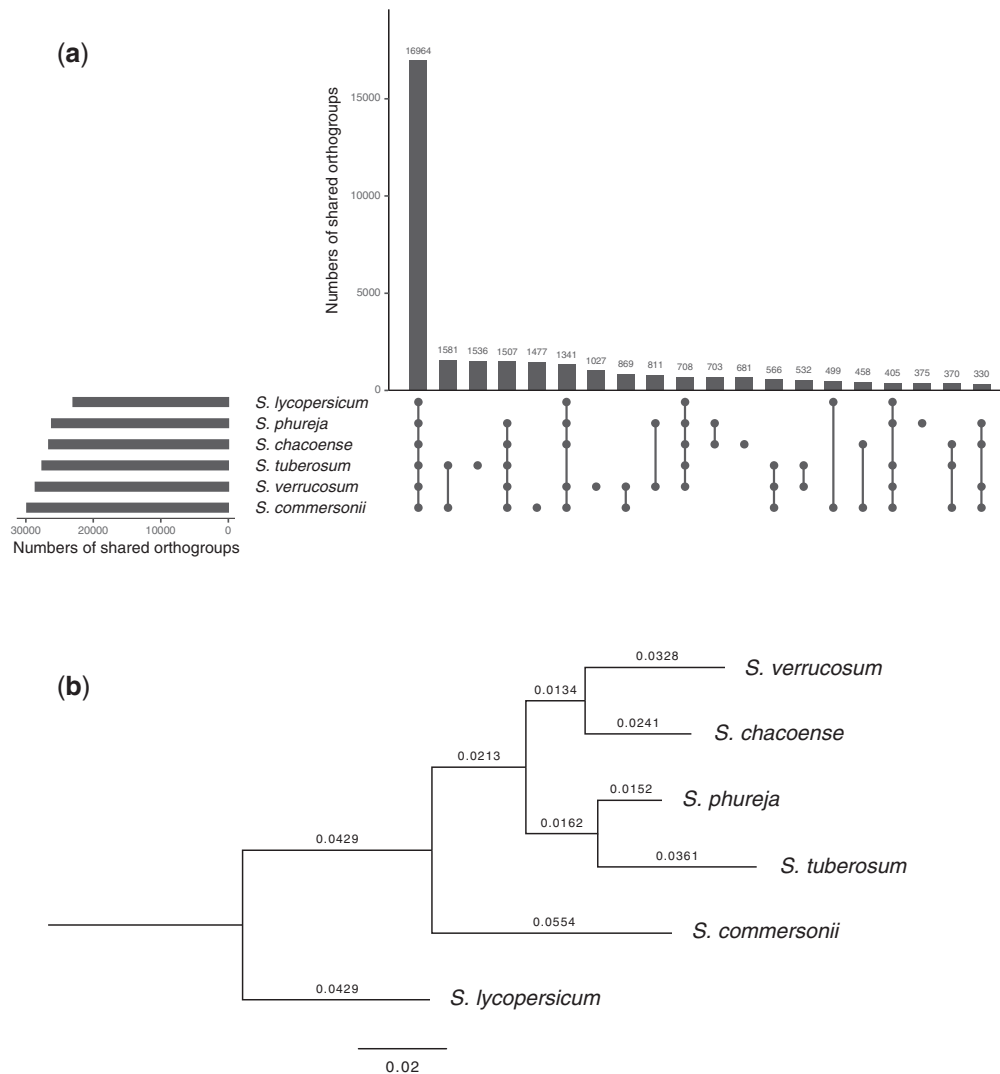 (a)
Numbers of shared orthogroups
15000
10000
5000
0
16964
1581
1536
1507
1477
1341
1027
869
811
708
703
681
566
532
499
458
405
375
370
330
S. lycopersicum
S. phureja
S. chacoense
S. tuberosum
S. verrucosum
S. commersonii
30000 20000 10000 0
Numbers of shared orthogroups
(b)
0.0328
S. verrucosum
0.0134
0.0241
S. chacoense
0.0213
0.0152
S. phureja
0.0162
0.0429
0.0361
S. tuberosum
0.0554
S. commersonii
0.0429
S. lycopersicum
0.02